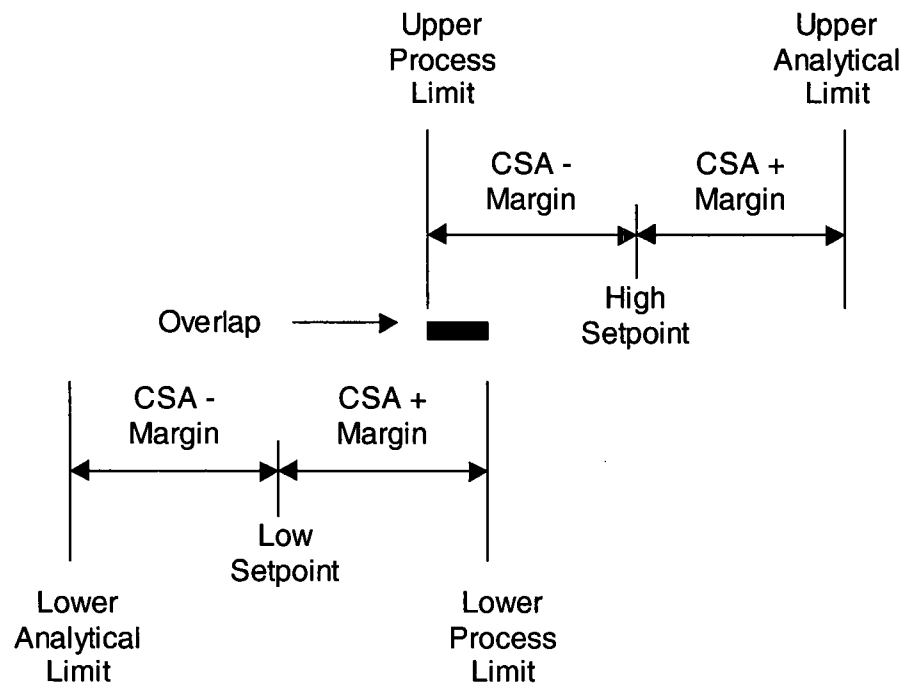 Upper
Process
Limit
Upper
Analytical
Limit
CSA -
Margin
CSA +
Margin
High
Setpoint
Overlap
CSA -
Margin
CSA +
Margin
Low
Setpoint
Lower
Analytical
Limit
Lower
Process
Limit